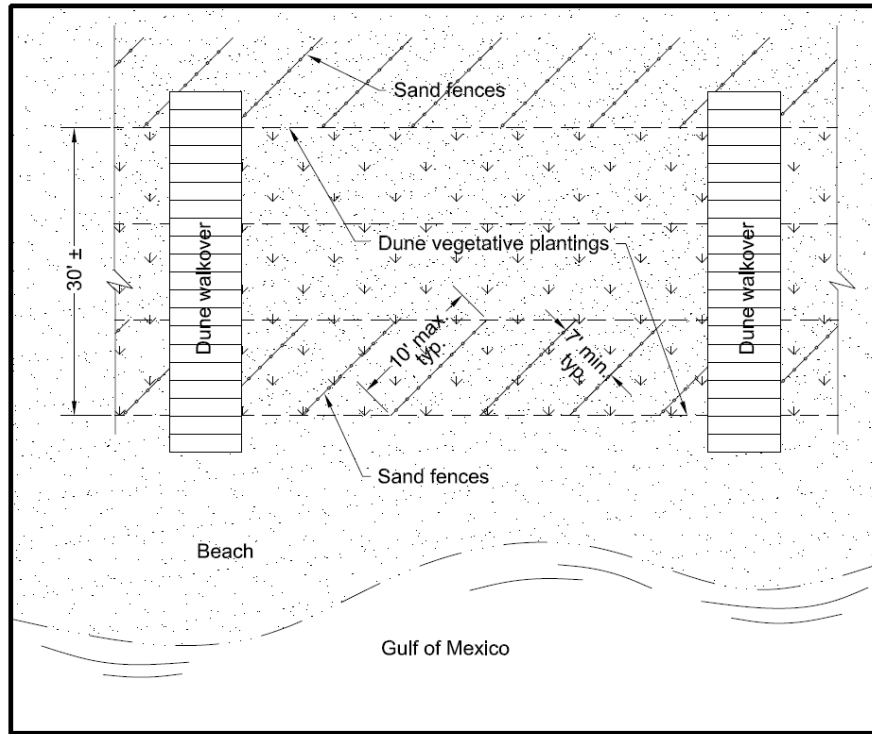 Sand fences
Dune vegetative plantings
30' ±
Dune walkover
Dune walkover
10' max.
typ.
7' min.
typ.
Sand fences
Beach
Gulf of Mexico